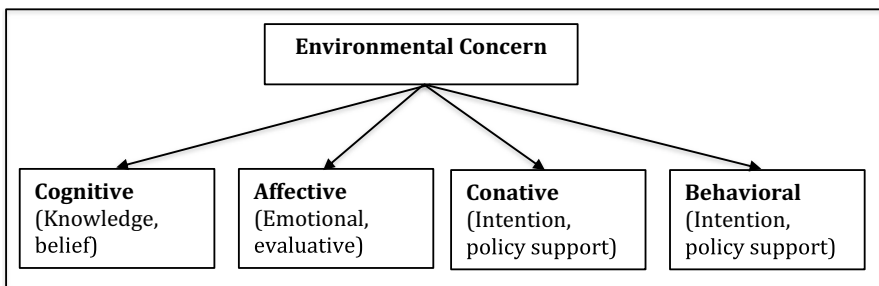 Environmental Concern
Cognitive
(Knowledge,
belief)
Affective
(Emotional,
evaluative)
Conative
(Intention,
policy support)
Behavioral
(Intention,
policy support)